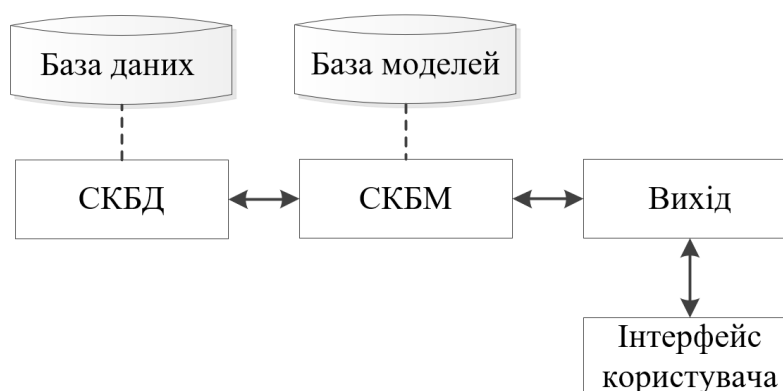 База даних
База моделей
СКБД
СКБМ
Вихід
Інтерфейс
користувача